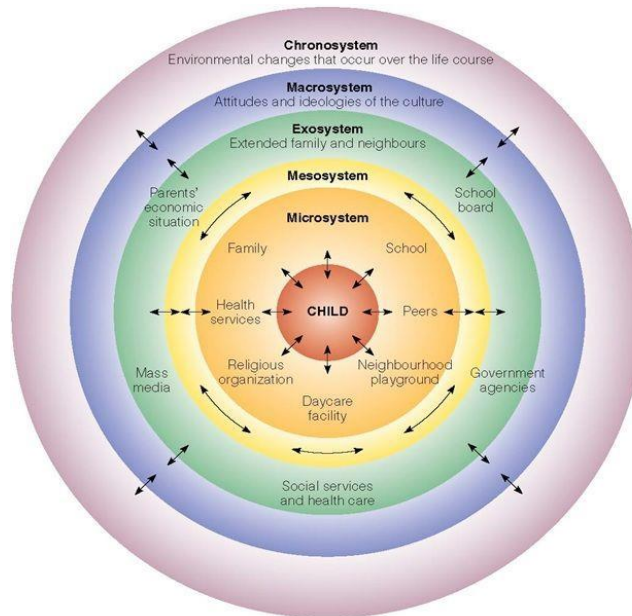 Chronosystem
Environmental changes that occur over the life course
Macrosystem
Attitudes and ideologies of the culture
Exosystem
Extended family and neighbours
Mesosystem
Parents'
economic
situation
School
board
Microsystem
Family
School
Health
services
CHILD
Peers
Religious
organization
Neighbourhood
playground
Mass
media
Government
agencies
Daycare
facility
Social services
and health care